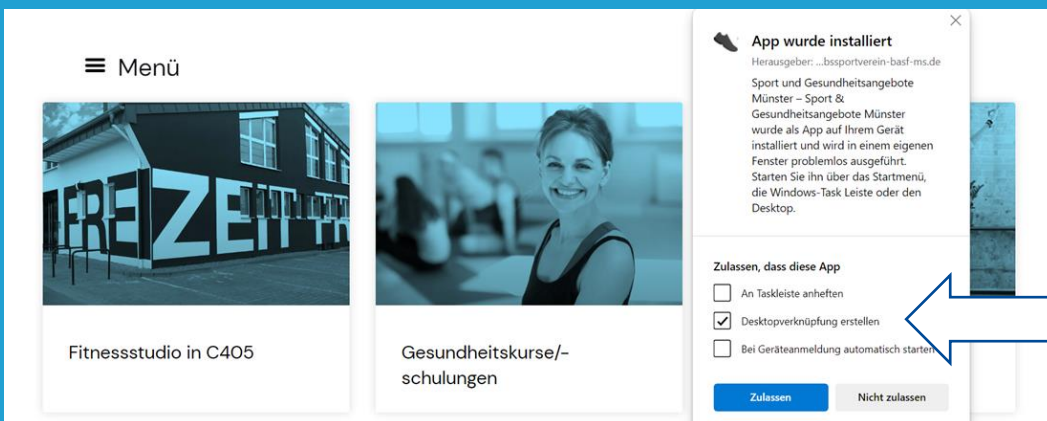 Menü
FREIZEIT
Fitnessstudio in C405
Gesundheitskurse/-
schulungen
App wurde installiert
Herausgeber: ...bssportverein-basf-ms.de
Sport und Gesundheitsangebote
Münster – Sport &
Gesundheitsangebote Münster
wurde als App auf Ihrem Gerät
installiert und wird in einem eigenen
Fenster problemlos ausgeführt.
Starten Sie ihn über das Startmenü,
die Windows-Task Leiste oder den
Desktop.
Zulassen, dass diese App
An Taskleiste anheften
Desktopverknüpfung erstellen
Bei Geräteanmeldung automatisch starten
Zulassen
Nicht zulassen